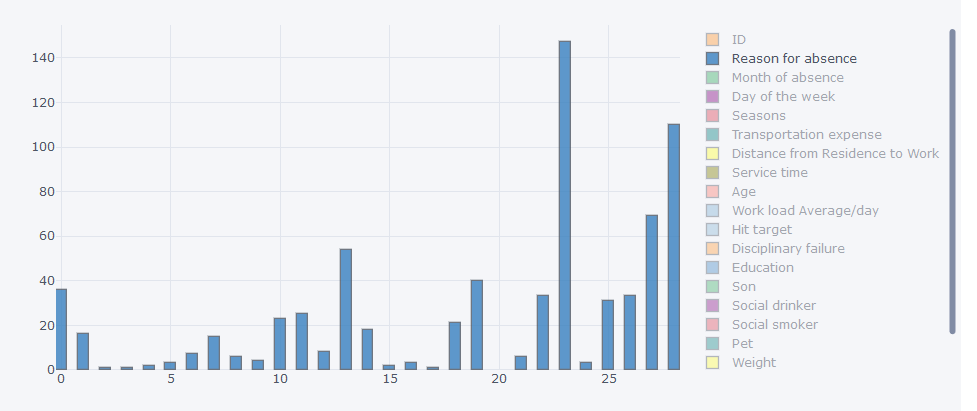 140
120
100
80
60
40
20
0
0 5 10 15 20 25
ID
Reason for absence
Month of absence
Day of the week
Seasons
Transportation expense
Distance from Residence to Work
Service time
Age
Work load Average/day
Hit target
Disciplinary failure
Education
Son
Social drinker
Social smoker
Pet
Weight